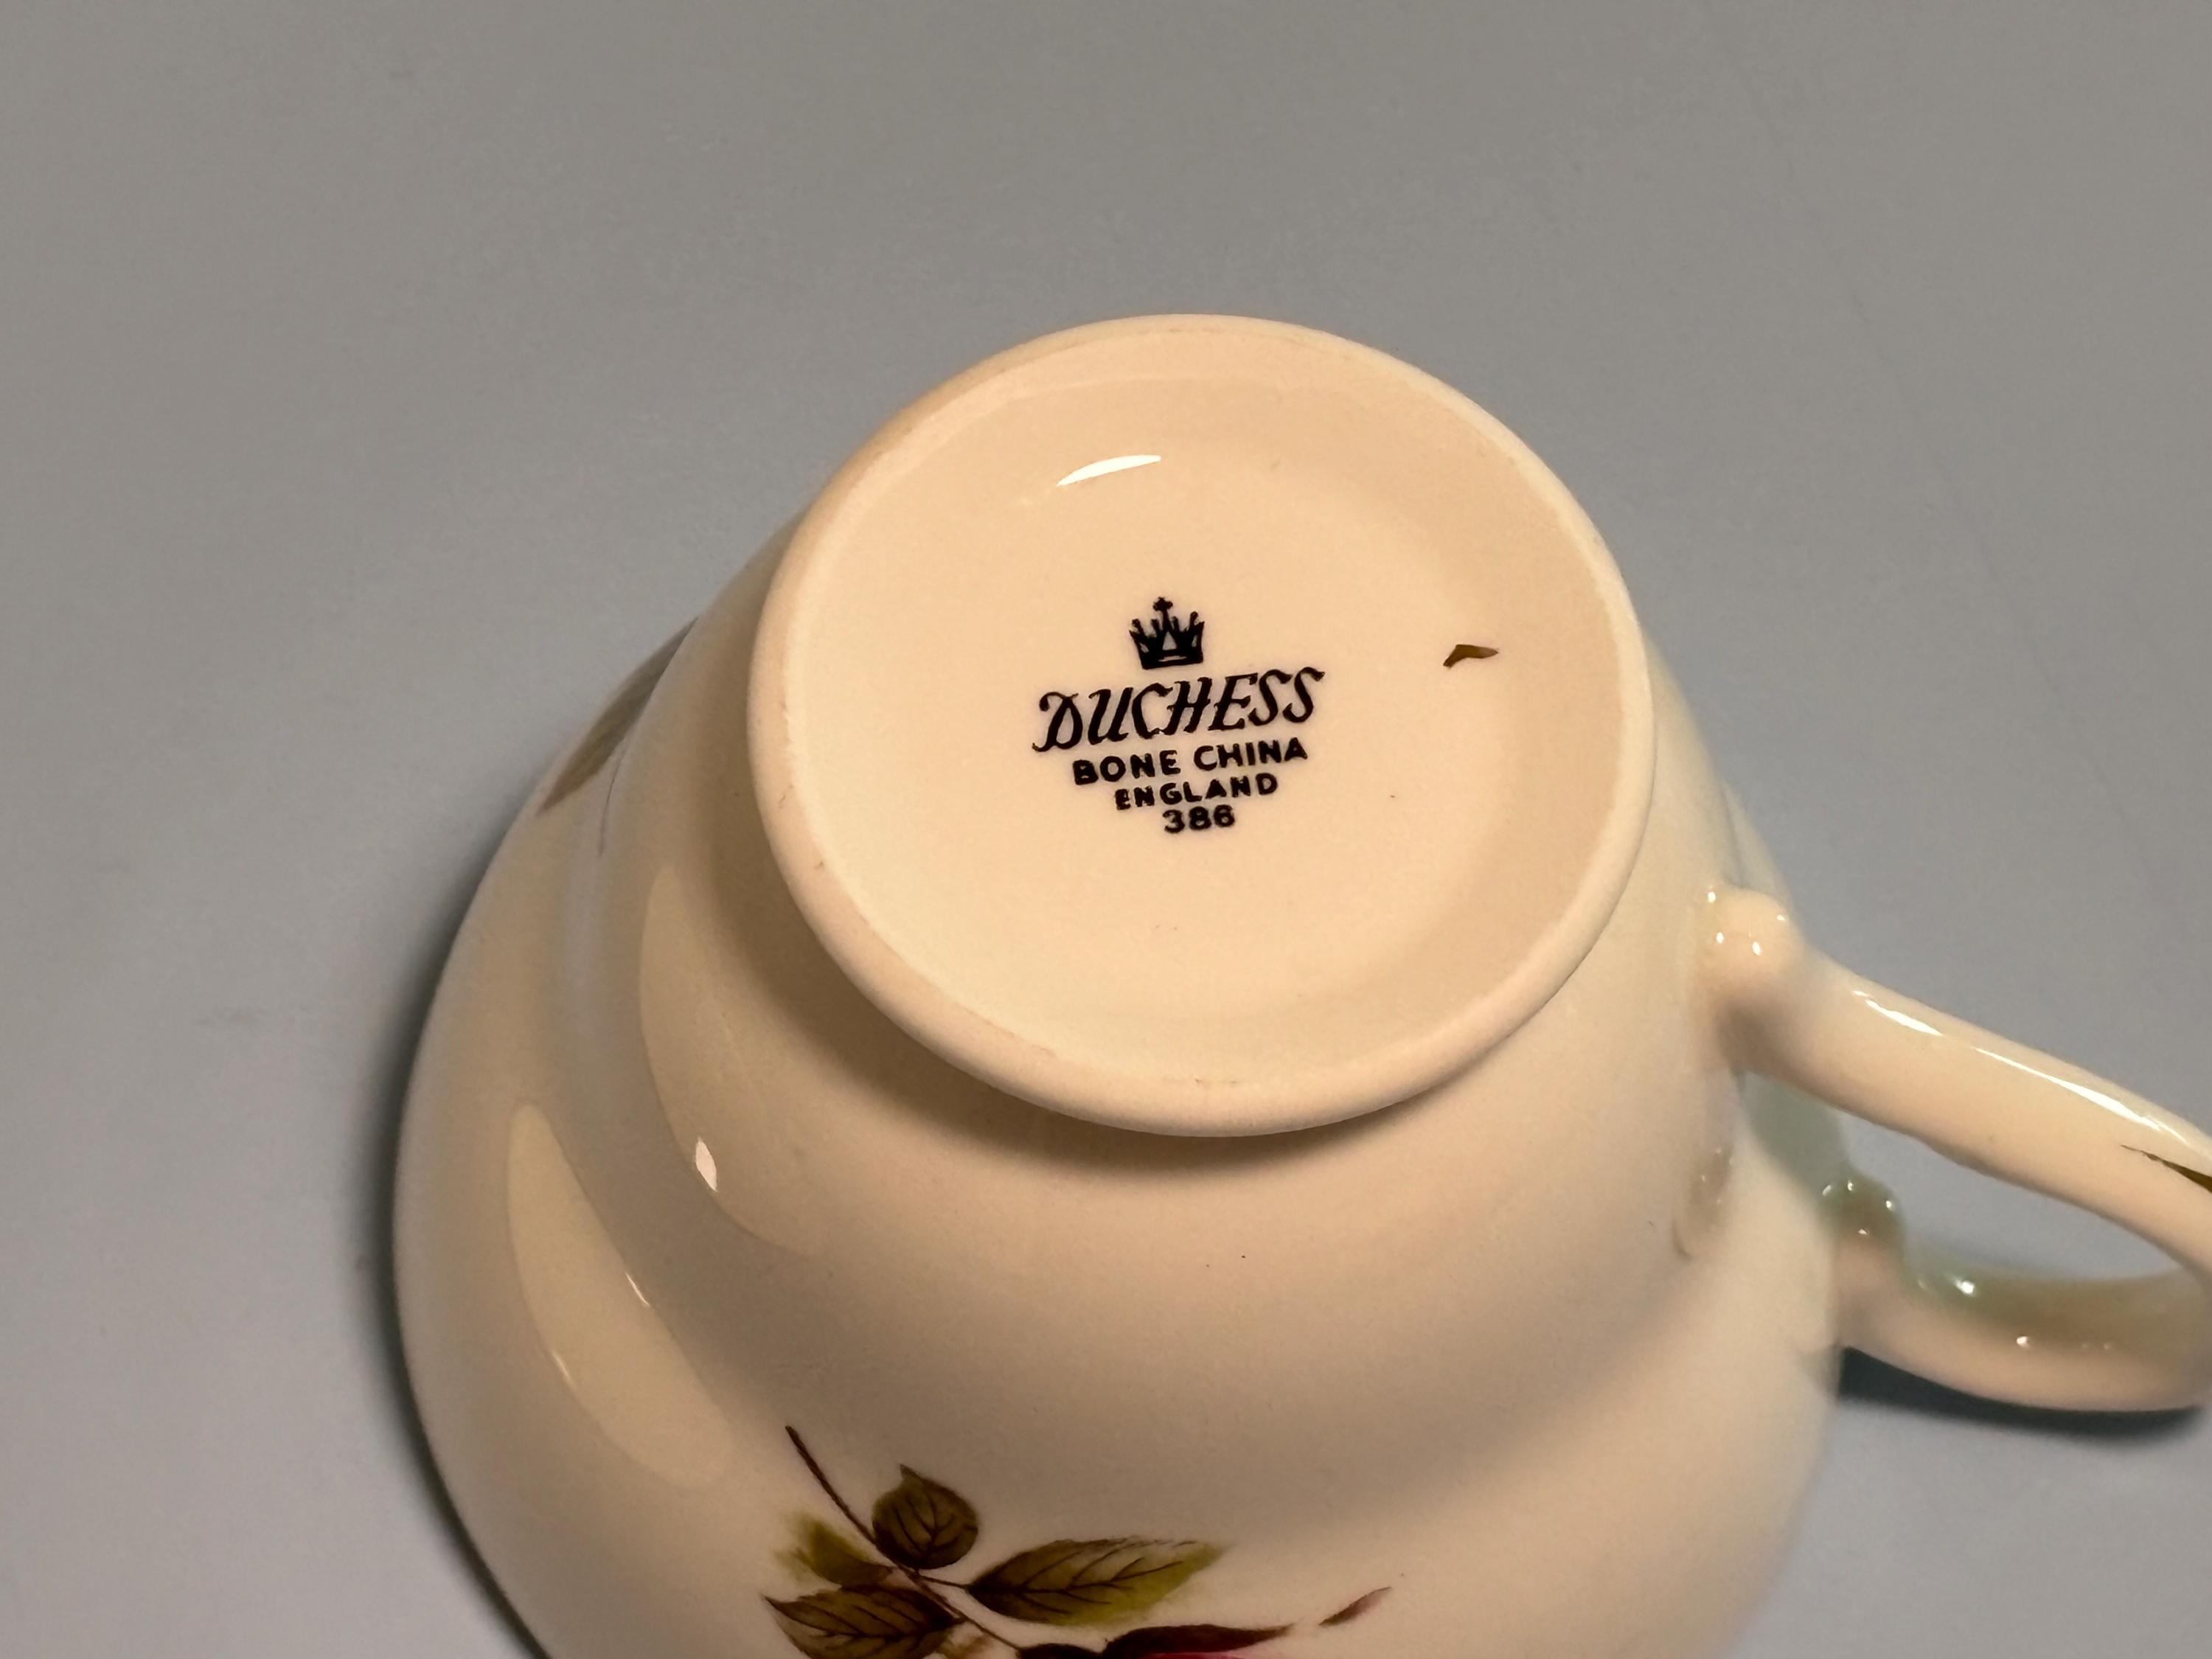 DUCHESS
BONE CHINA
ENGLAND
386